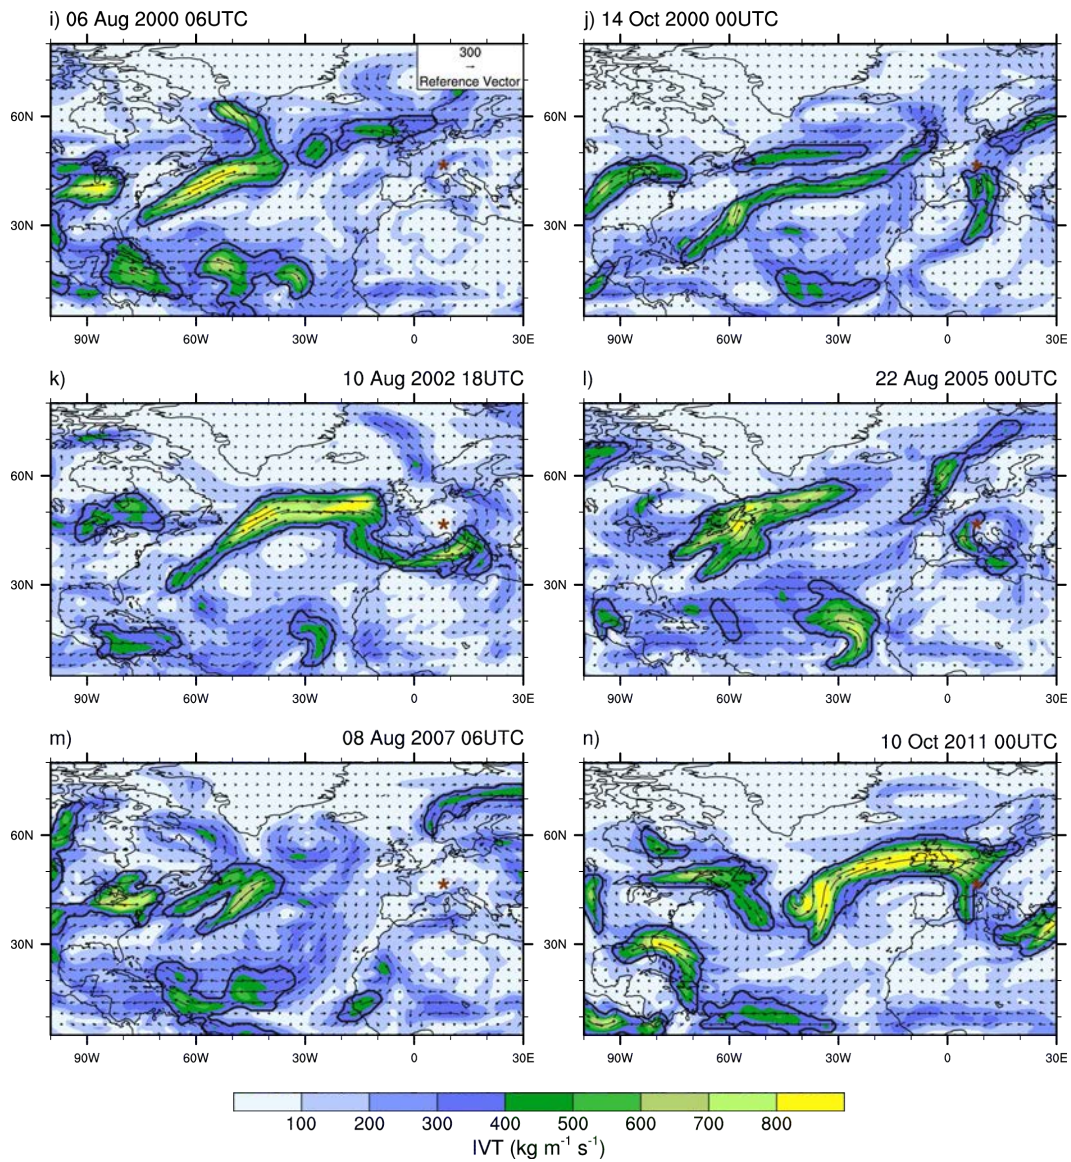 i) 06 Aug 2000 06UTC
j) 14 Oct 2000 00UTC
300
Reference Vector
60N
30N
90W 60W 30W 0 30E
90W 60W 30W 0 30E
k) 10 Aug 2002 18UTC
l) 22 Aug 2005 00UTC
60N 60N
30N 30N
90W 60W 30W 0 30E
90W 60W 30W 0 30E
m) 08 Aug 2007 06UTC
n) 10 Oct 2011 00UTC
60N 60N
30N 30N
90W 60W 30W 0 30E
90W 60W 30W 0 30E
100 200 300 400 500 600 700 800
IVT (kg m⁻¹ s⁻¹)